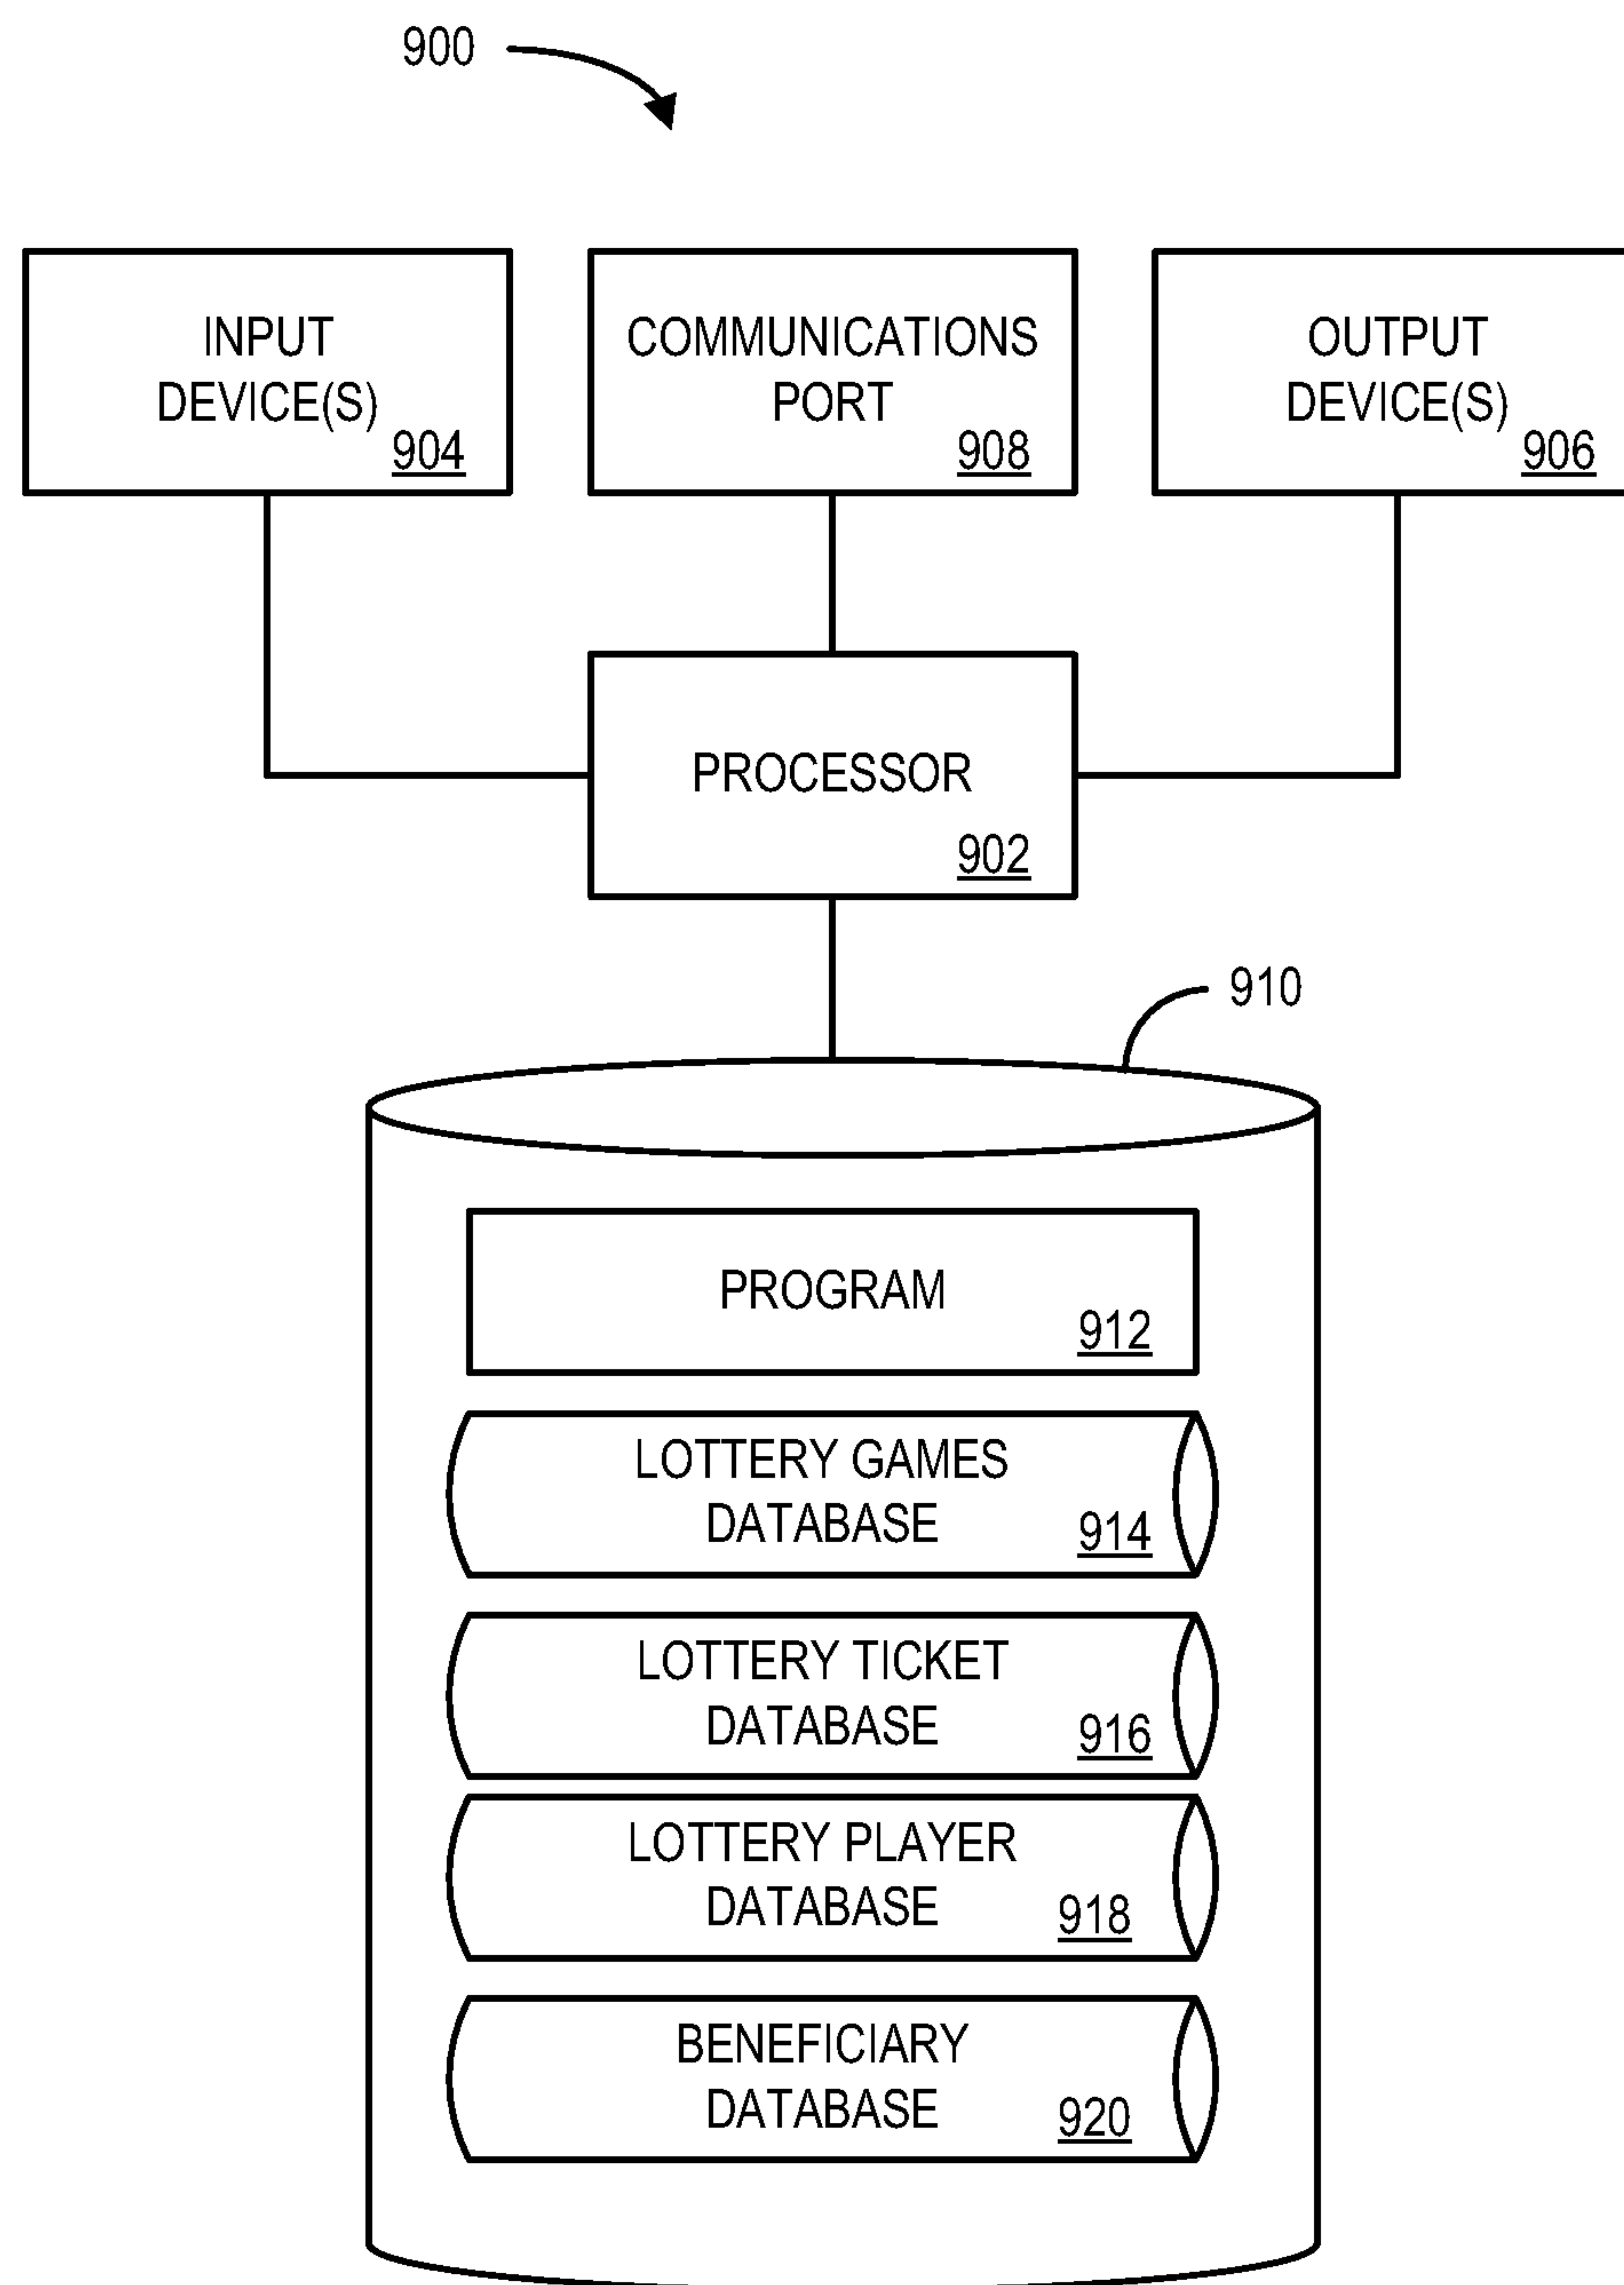 900
INPUT
DEVICE(S)
904
COMMUNICATIONS
PORT
908
OUTPUT
DEVICE(S)
906
PROCESSOR
902
910
PROGRAM
912
LOTTERY GAMES
DATABASE
914
LOTTERY TICKET
DATABASE
916
LOTTERY PLAYER
DATABASE
918
BENEFICIARY
DATABASE
920